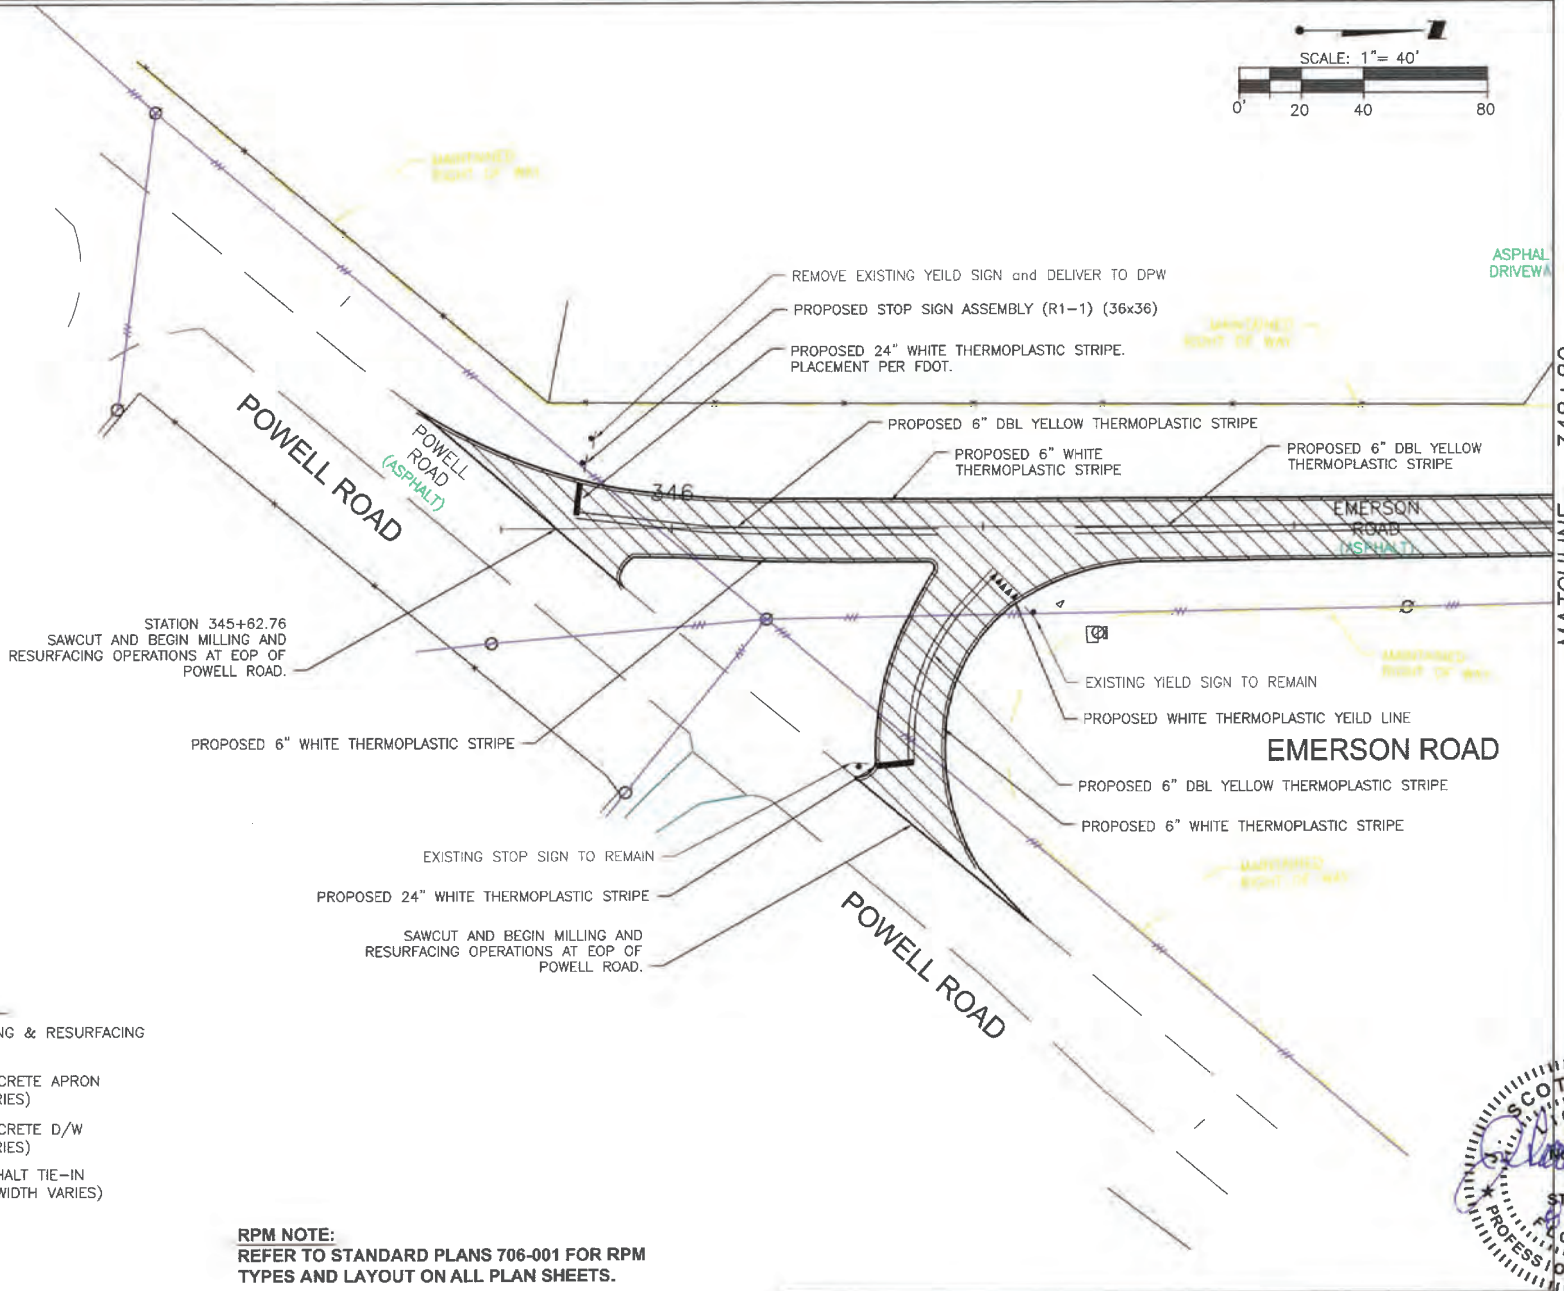 SCALE: 1"= 40'
0' 20 40 80
ASPHAL
DRIVEWA
REMOVE EXISTING YEILD SIGN and DELIVER TO DPW
PROPOSED STOP SIGN ASSEMBLY (R1-1) (36x36)
PROPOSED 24" WHITE THERMOPLASTIC STRIPE.
PLACEMENT PER FDOT.
PROPOSED 6" DBL YELLOW THERMOPLASTIC STRIPE
PROPOSED 6" WHITE
THERMOPLASTIC STRIPE
PROPOSED 6" DBL YELLOW
THERMOPLASTIC STRIPE
POWELL ROAD
POWELL
ROAD
(ASPHALT)
346
EMERSON
ROAD
(ASPHALT)
STATION 345+62.76
SAWCUT AND BEGIN MILLING AND
RESURFACING OPERATIONS AT EOP OF
POWELL ROAD.
PROPOSED 6" WHITE THERMOPLASTIC STRIPE
EXISTING YIELD SIGN TO REMAIN
PROPOSED WHITE THERMOPLASTIC YEILD LINE
EMERSON ROAD
PROPOSED 6" DBL YELLOW THERMOPLASTIC STRIPE
PROPOSED 6" WHITE THERMOPLASTIC STRIPE
EXISTING STOP SIGN TO REMAIN
PROPOSED 24" WHITE THERMOPLASTIC STRIPE
SAWCUT AND BEGIN MILLING AND
RESURFACING OPERATIONS AT EOP OF
POWELL ROAD.
POWELL ROAD
NG & RESURFACING
CRETE APRON
RIES)
CRETE D/W
RIES)
HALT TIE-IN
WIDTH VARIES)
RPM NOTE:
REFER TO STANDARD PLANS 706-001 FOR RPM
TYPES AND LAYOUT ON ALL PLAN SHEETS.
J. SCOT
PROFESSIO